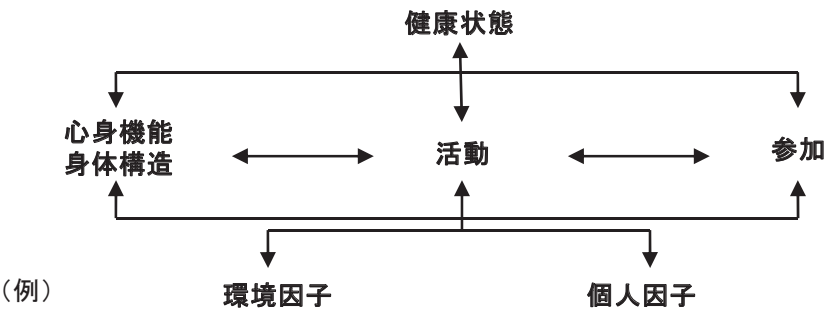 健康状態
心身機能
身体構造
活動
参加
（例）
環境因子
個人因子